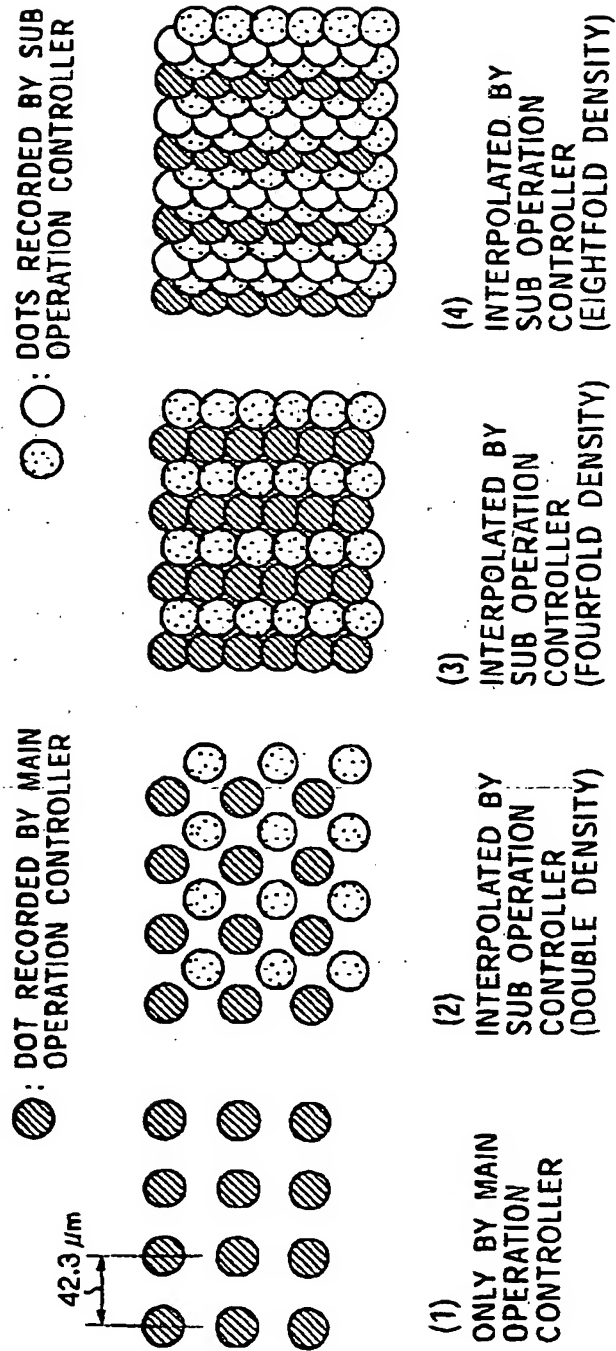 : DOT RECORDED BY MAIN
OPERATION CONTROLLER
: DOTS RECORDED BY SUB
OPERATION CONTROLLER
42.3 μm
(1)
ONLY BY MAIN
OPERATION
CONTROLLER
(2)
INTERPOLATED BY
SUB OPERATION
CONTROLLER
(DOUBLE DENSITY)
(3)
INTERPOLATED BY
SUB OPERATION
CONTROLLER
(FOURFOLD DENSITY)
(4)
INTERPOLATED BY
SUB OPERATION
CONTROLLER
(EIGHTFOLD DENSITY)